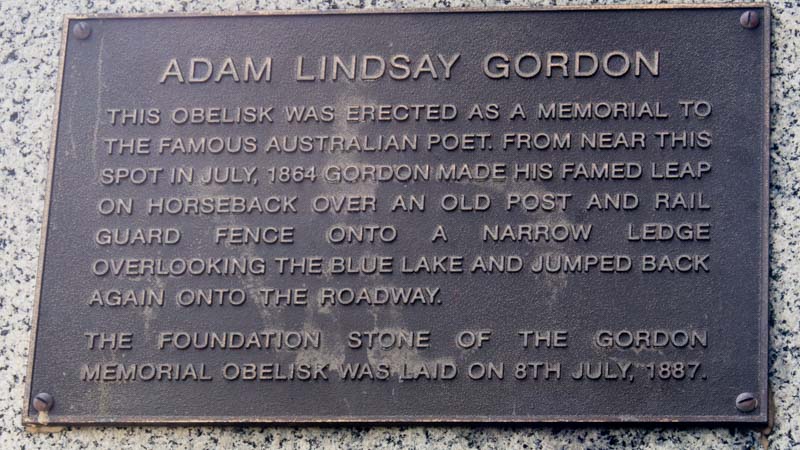 ADAM LINDSAY GORDON
THIS OBELISK WAS ERECTED AS A MEMORIAL TO
THE FAMOUS AUSTRALIAN POET. FROM NEAR THIS
SPOT IN JULY, 1864 GORDON MADE HIS FAMED LEAP
ON HORSEBACK OVER AN OLD POST AND RAIL
GUARD FENCE ONTO A NARROW LEDGE
OVERLOOKING THE BLUE LAKE AND JUMPED BACK
AGAIN ONTO THE ROADWAY.
THE FOUNDATION STONE OF THE GORDON
MEMORIAL OBELISK WAS LAID ON 8TH JULY, 1887.